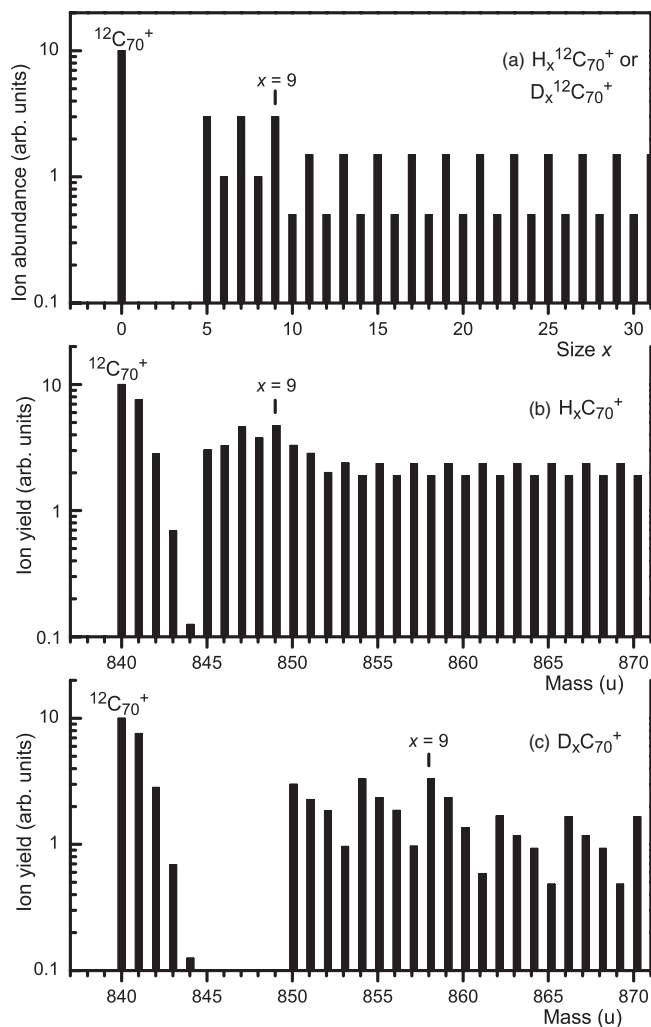 ¹²C₇₀⁺
10
1
0.1
Ion abundance (arb. units)
x = 9
(a) Hₓ¹²C₇₀⁺ or
Dₓ¹²C₇₀⁺
0 5 10 15 20 25 30
Size x
¹²C₇₀⁺
10
1
0.1
Ion yield (arb. units)
x = 9
(b) HₓC₇₀⁺
840 845 850 855 860 865 870
Mass (u)
¹²C₇₀⁺
10
1
0.1
Ion yield (arb. units)
x = 9
(c) DₓC₇₀⁺
840 845 850 855 860 865 870
Mass (u)